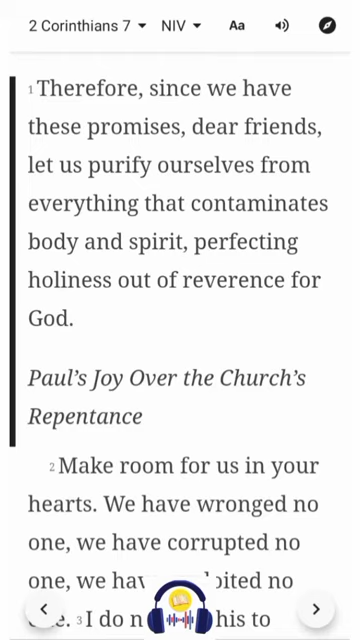 2 Corinthians 7 NIV Aa
1 Therefore, since we have
these promises, dear friends,
let us purify ourselves from
everything that contaminates
body and spirit, perfecting
holiness out of reverence for
God.
Paul’s Joy Over the Church’s
Repentance
2 Make room for us in your
hearts. We have wronged no
one, we have corrupted no
one, we no
3 I do his to